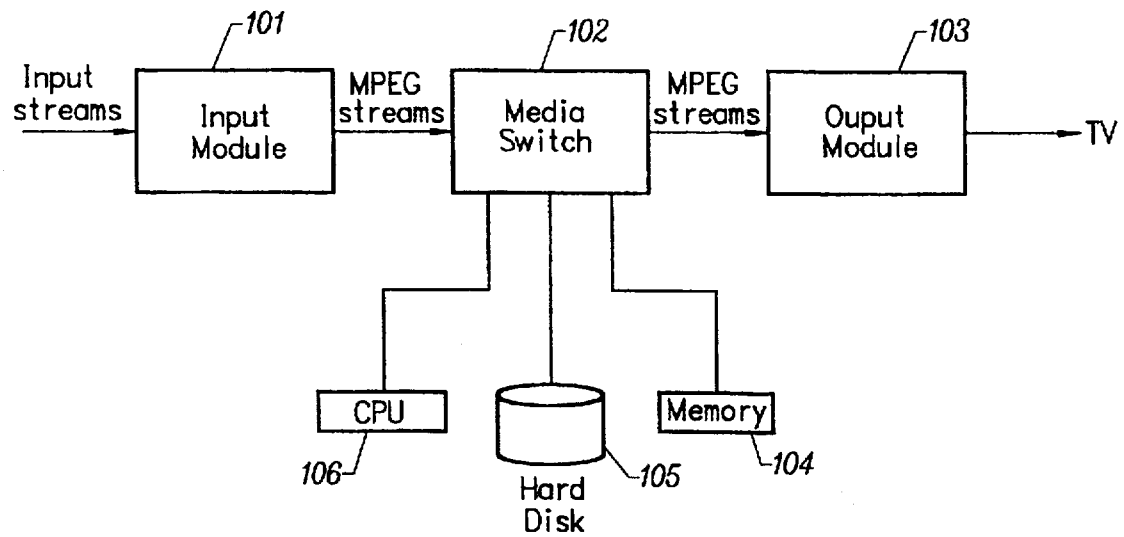 101
102
103
Input
streams
Input
Module
MPEG
streams
Media
Switch
MPEG
streams
Ouput
Module
TV
CPU
106
Hard
Disk
105
Memory
104